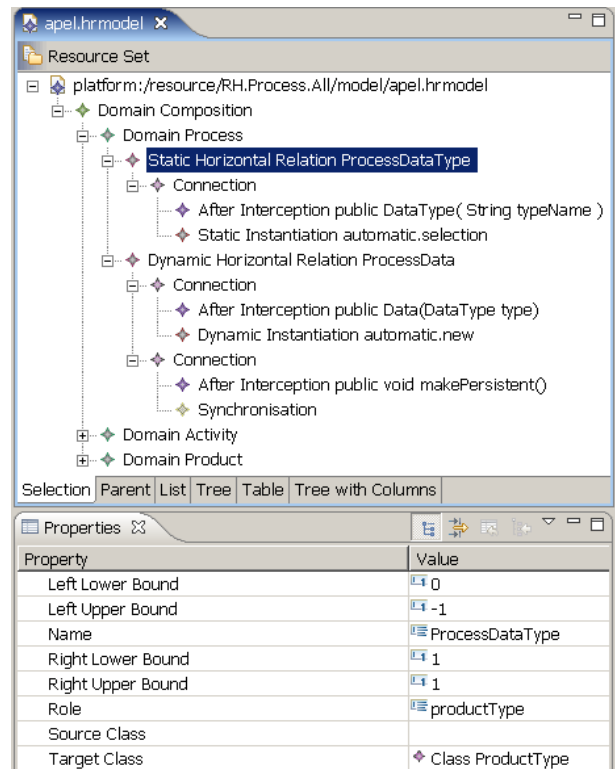 apel.hrmodel
Resource Set
platform:/resource/RH.Process.All/model/apel.hrmodel
Domain Composition
Domain Process
Static Horizontal Relation ProcessDataType
Connection
After Interception public DataType( String typeName )
Static Instantiation automatic.selection
Dynamic Horizontal Relation ProcessData
Connection
After Interception public Data(DataType type)
Dynamic Instantiation automatic.new
Connection
After Interception public void makePersistent()
Synchronisation
Domain Activity
Domain Product
Selection Parent List Tree Table Tree with Columns
Properties
Property Value
Left Lower Bound 0
Left Upper Bound -1
Name ProcessDataType
Right Lower Bound 1
Right Upper Bound 1
Role productType
Source Class
Target Class Class ProductType